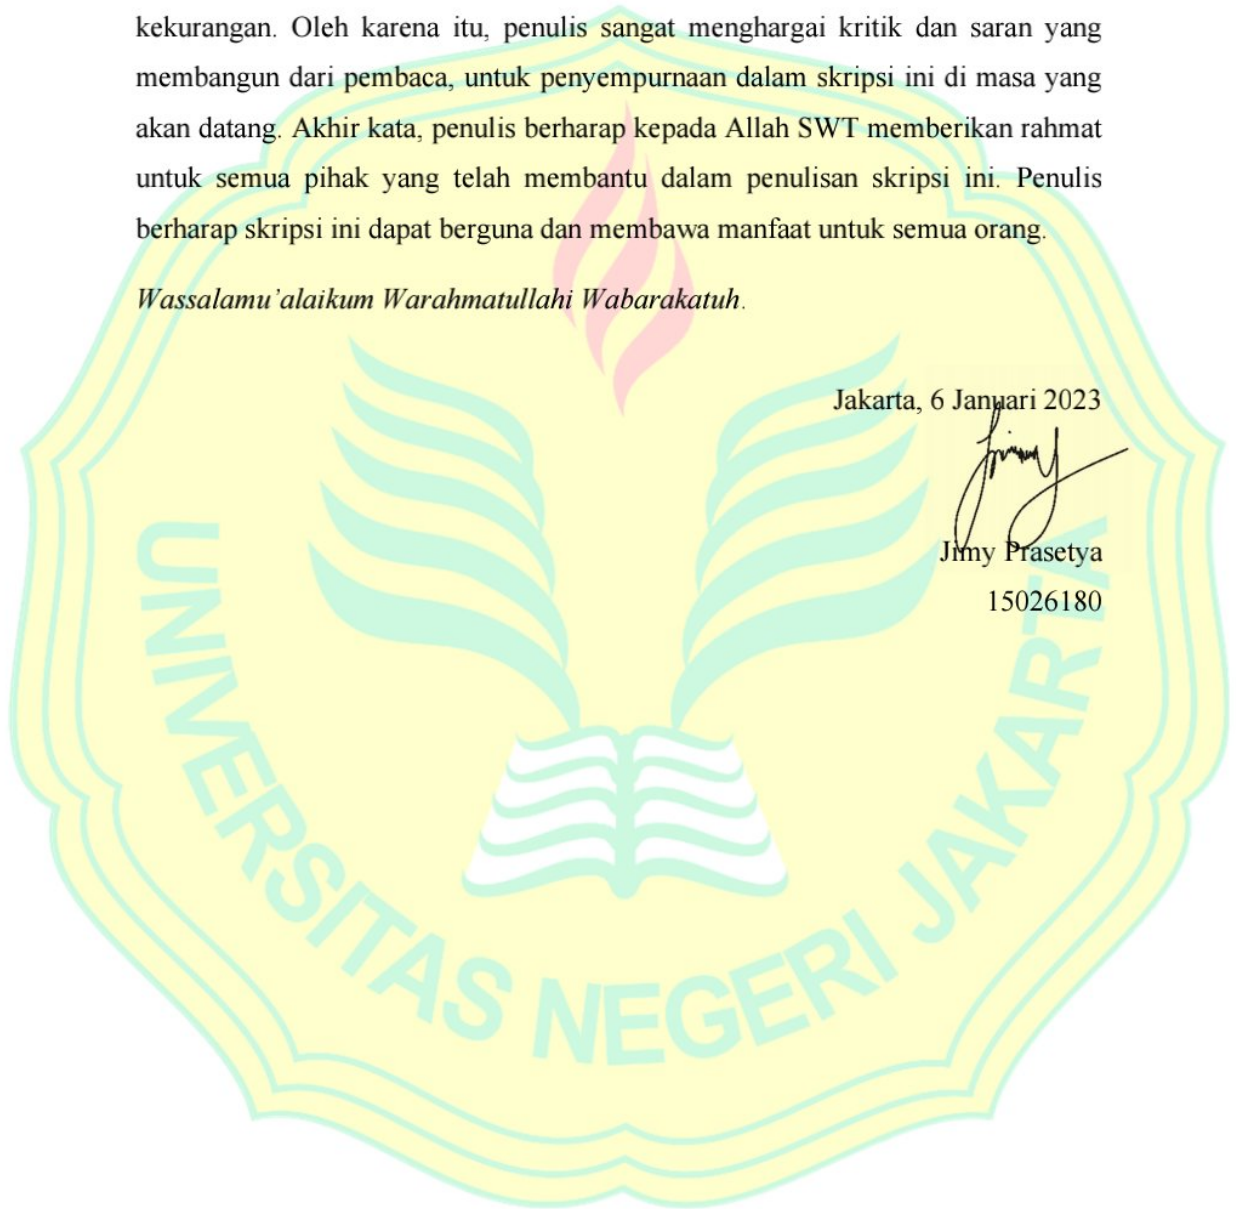 kekurangan. Oleh karena itu, penulis sangat menghargai kritik dan saran yang
membangun dari pembaca, untuk penyempurnaan dalam skripsi ini di masa yang
akan datang. Akhir kata, penulis berharap kepada Allah SWT memberikan rahmat
untuk semua pihak yang telah membantu dalam penulisan skripsi ini. Penulis
berharap skripsi ini dapat berguna dan membawa manfaat untuk semua orang.
Wassalamu’alaikum Warahmatullahi Wabarakatuh.
Jakarta, 6 Januari 2023
Jimy Prasetya
15026180
UNIVERSITAS NEGERI JAKARTA